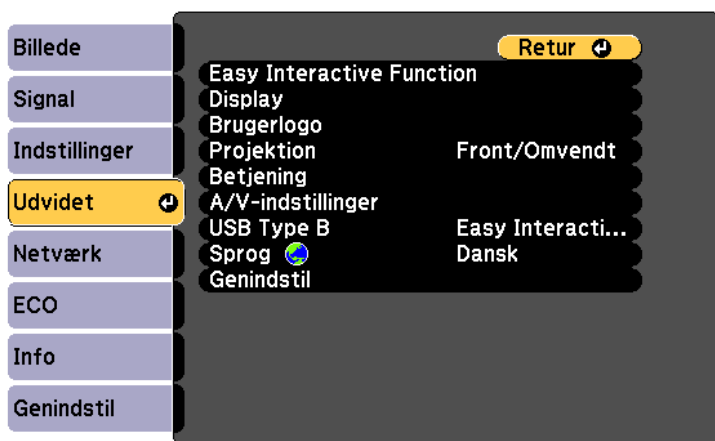 Billede
Signal
Indstillinger
Udvidet
Netværk
ECO
Info
Genindstil
Retur
Easy Interactive Function
Display
Brugerlogo
Projektion Front/Omvendt
Betjening
A/V-indstillinger
USB Type B Easy Interacti...
Sprog Dansk
Genindstil